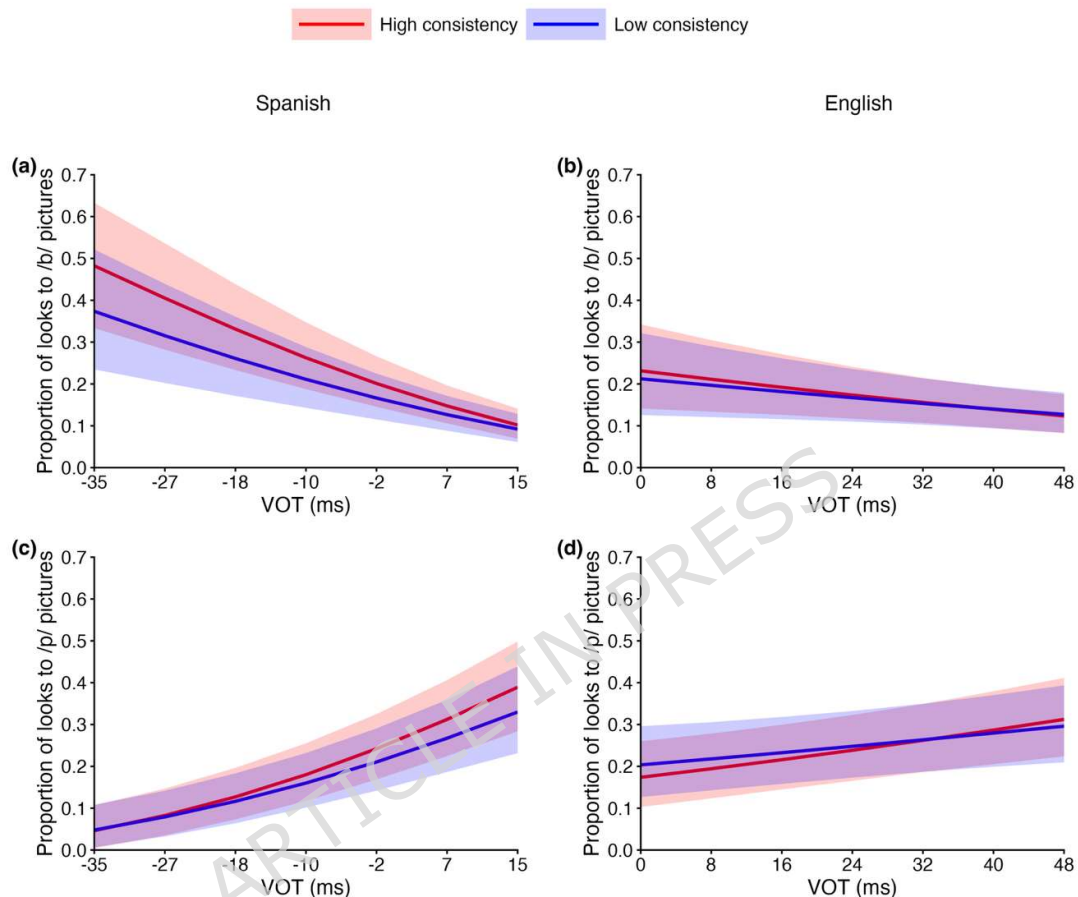 High consistency Low consistency
Spanish English
(a) (b)
Proportion of looks to /b/ pictures
0.7
0.6
0.5
0.4
0.3
0.2
0.1
0.0
-35 -27 -18 -10 -2 7 15
VOT (ms)
Proportion of looks to /b/ pictures
0.7
0.6
0.5
0.4
0.3
0.2
0.1
0.0
0 8 16 24 32 40 48
VOT (ms)
(c) (d)
Proportion of looks to /p/ pictures
0.7
0.6
0.5
0.4
0.3
0.2
0.1
0.0
-35 -27 -18 -10 -2 7 15
VOT (ms)
Proportion of looks to /p/ pictures
0.7
0.6
0.5
0.4
0.3
0.2
0.1
0.0
0 8 16 24 32 40 48
VOT (ms)
ARTICLE IN PRESS